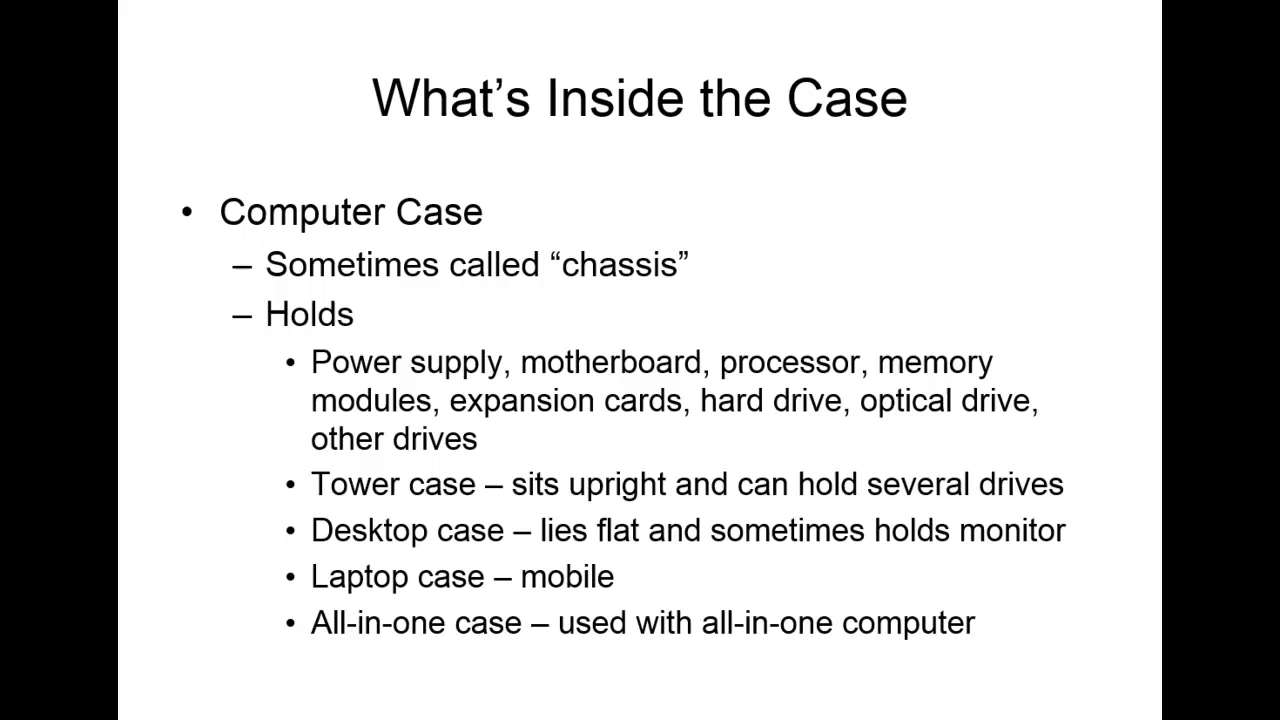 What’s Inside the Case
• Computer Case
– Sometimes called “chassis”
– Holds
• Power supply, motherboard, processor, memory
modules, expansion cards, hard drive, optical drive,
other drives
• Tower case – sits upright and can hold several drives
• Desktop case – lies flat and sometimes holds monitor
• Laptop case – mobile
• All-in-one case – used with all-in-one computer